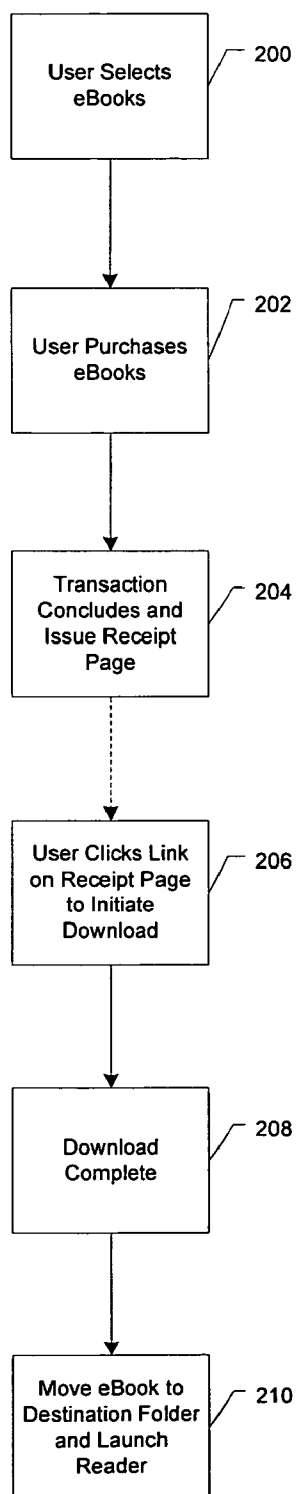 User Selects
eBooks
200
User Purchases
eBooks
202
Transaction
Concludes and
Issue Receipt
Page
204
User Clicks Link
on Receipt Page
to Initiate
Download
206
Download
Complete
208
Move eBook to
Destination Folder
and Launch
Reader
210